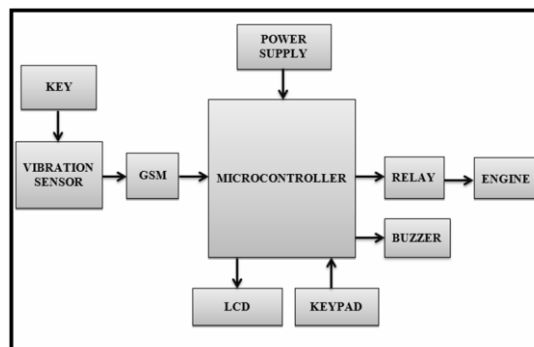 POWER
SUPPLY
KEY
VIBRATION
SENSOR
GSM
MICROCONTROLLER
RELAY
ENGINE
BUZZER
LCD
KEYPAD